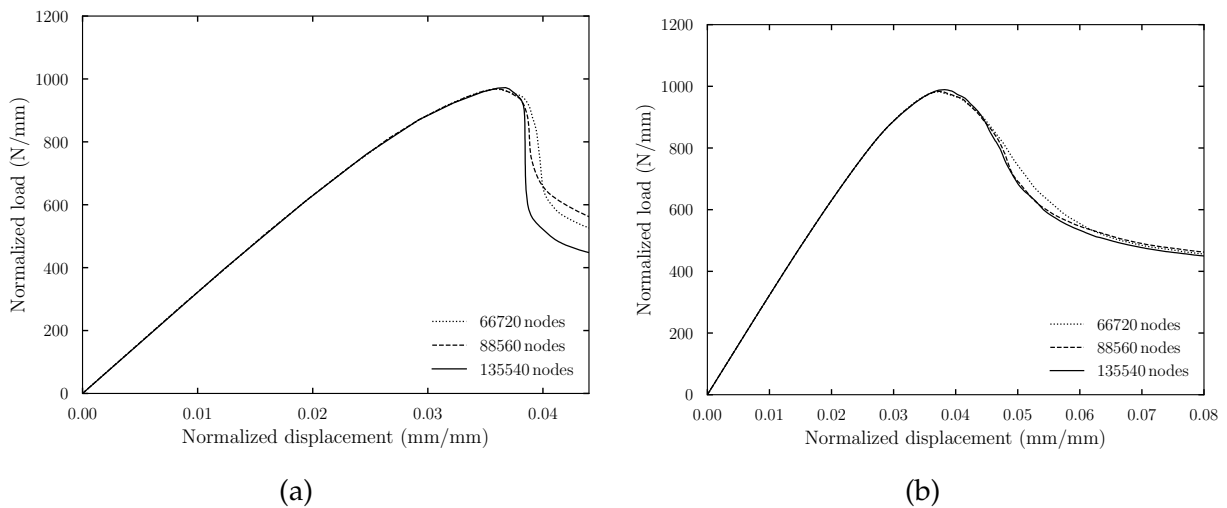 1200
1000
800
600
400
200
0
Normalized load (N/mm)
66720 nodes
88560 nodes
135540 nodes
0.00 0.01 0.02 0.03 0.04
Normalized displacement (mm/mm)
(a)
1200
1000
800
600
400
200
0
Normalized load (N/mm)
66720 nodes
88560 nodes
135540 nodes
0.00 0.01 0.02 0.03 0.04 0.05 0.06 0.07 0.08
Normalized displacement (mm/mm)
(b)